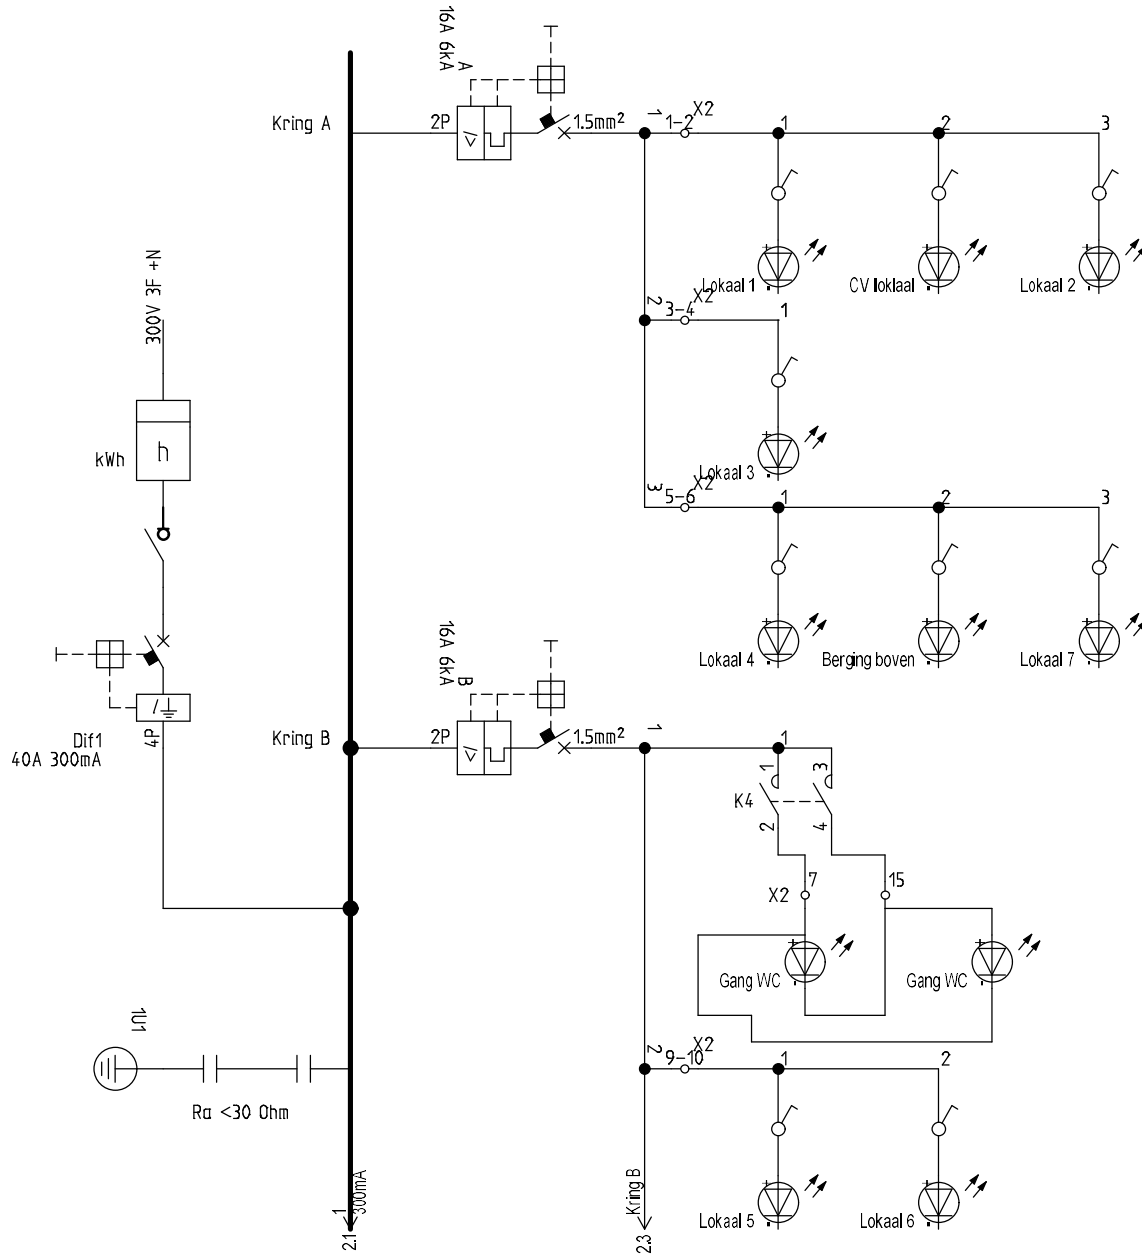 16A 6kA
A
Kring A
2P
1.5mm²
1
1-2
X2
1
2
3
Lokaal 1
CV loklaal
Lokaal 2
300V 3F +N
2
3-4
X2
1
Lokaal 3
kWh
h
3
5-6
X2
1
2
3
Lokaal 4
Berging boven
Lokaal 7
16A 6kA
B
Dif1
40A 300mA
4P
Kring B
2P
1.5mm²
1
1
1
3
K4
2
4
X2
7
15
Gang WC
Gang WC
1U1
Ra <30 Ohm
2
9-10
X2
1
2
Lokaal 5
Lokaal 6
1
300mA
2.1
Kring B
2.3